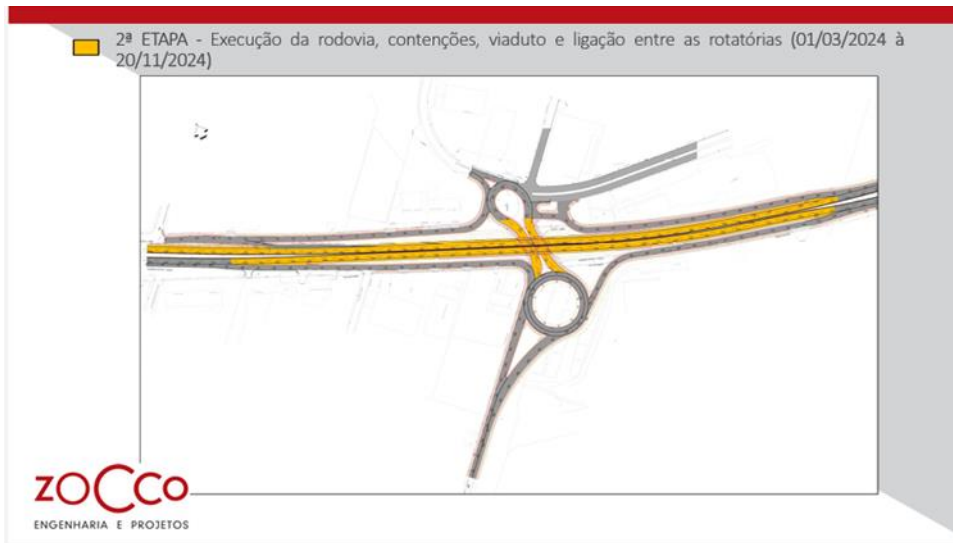 2ª ETAPA - Execução da rodovia, contenções, viaduto e ligação entre as rotatórias (01/03/2024 à
20/11/2024)
ZOCCO
ENGENHARIA E PROJETOS